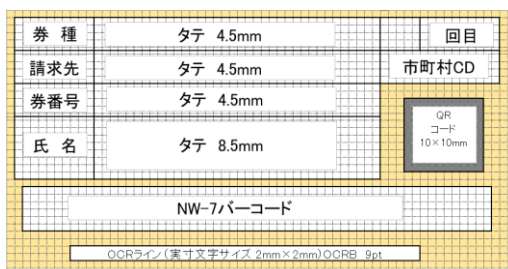 券 種 タテ 4.5mm 回目
請求先 タテ 4.5mm 市町村CD
券番号 タテ 4.5mm
QR
コード
10×10mm
氏 名 タテ 8.5mm
NW-7バーコード
OCRライン(実寸文字サイズ 2mm×2mm)OCRB 9pt